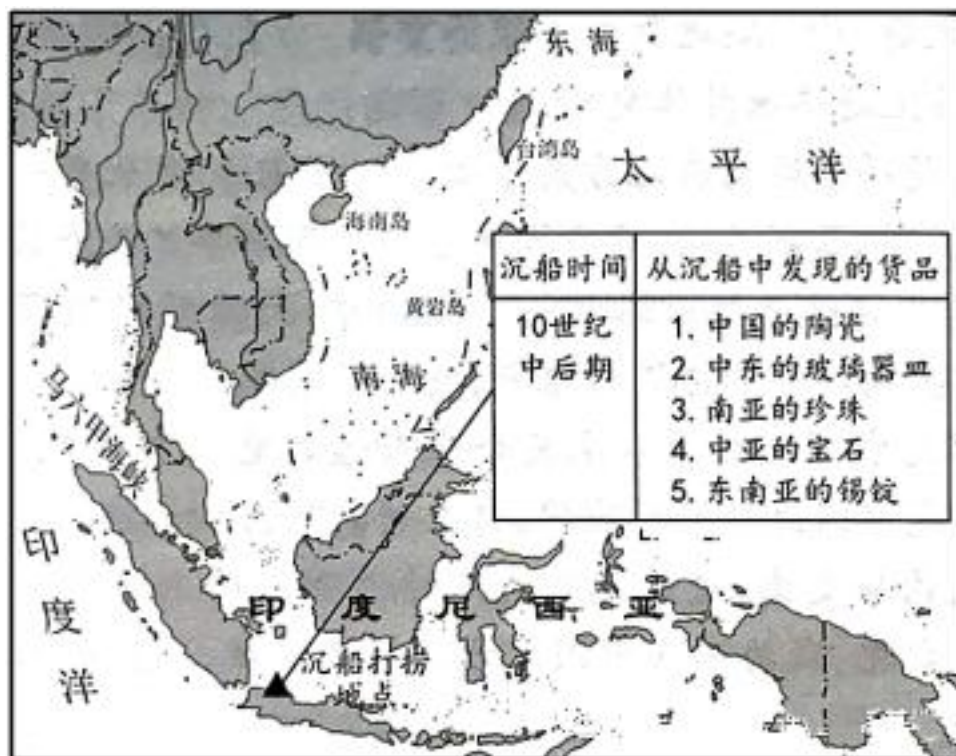 东海
台湾岛
太平洋
海南岛
黄岩岛
南海
马六甲海峡
印度洋
印度尼西亚
沉船打捞
地点
沉船时间
从沉船中发现的货品
10世纪
中后期
1. 中国的陶瓷
2. 中东的玻璃器皿
3. 南亚的珍珠
4. 中亚的宝石
5. 东南亚的锡锭